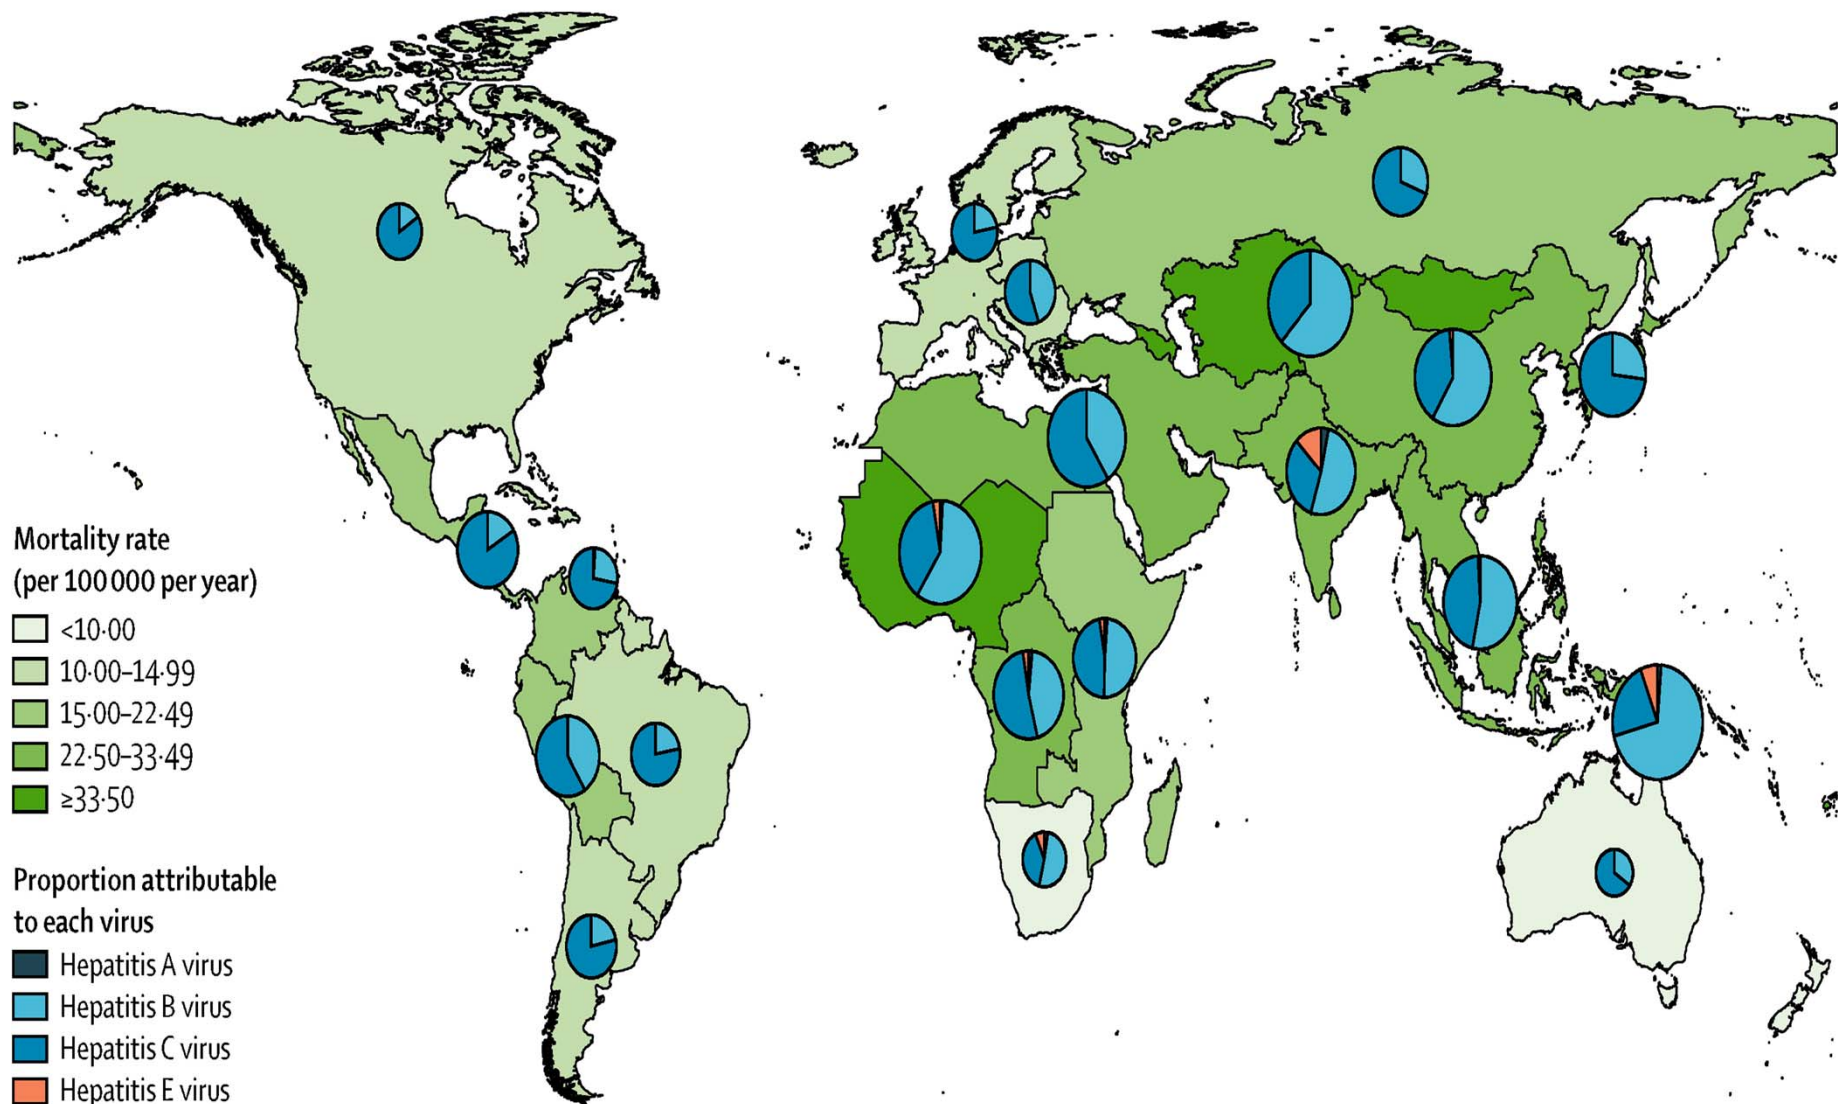 Mortality rate
(per 100 000 per year)
<10·00
10·00–14·99
15·00–22·49
22·50–33·49
≥33·50
Proportion attributable
to each virus
Hepatitis A virus
Hepatitis B virus
Hepatitis C virus
Hepatitis E virus